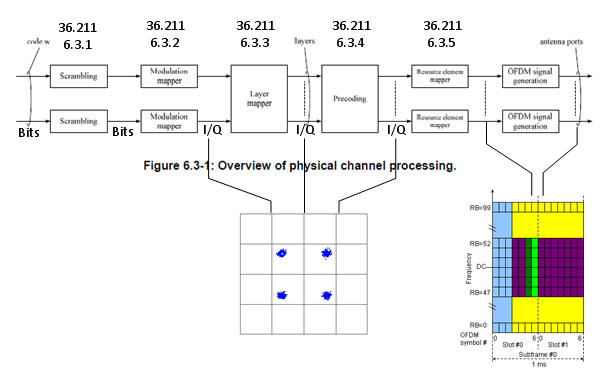 36.211 36.211 36.211 36.211 36.211
6.3.1 6.3.2 6.3.3 6.3.4 6.3.5
code w layers antenna ports
Scrambling Modulation mapper Layer mapper Precoding Resource element mapper OFDM signal generation
Scrambling Modulation mapper Resource element mapper OFDM signal generation
Bits Bits I/Q I/Q I/Q
Figure 6.3-1: Overview of physical channel processing.
RB=99
RB=52
DC
RB=47
RB=0
Frequency
OFDM symbol # 0 6 0 6
Slot #0 Slot #1
Subframe #0
1 ms